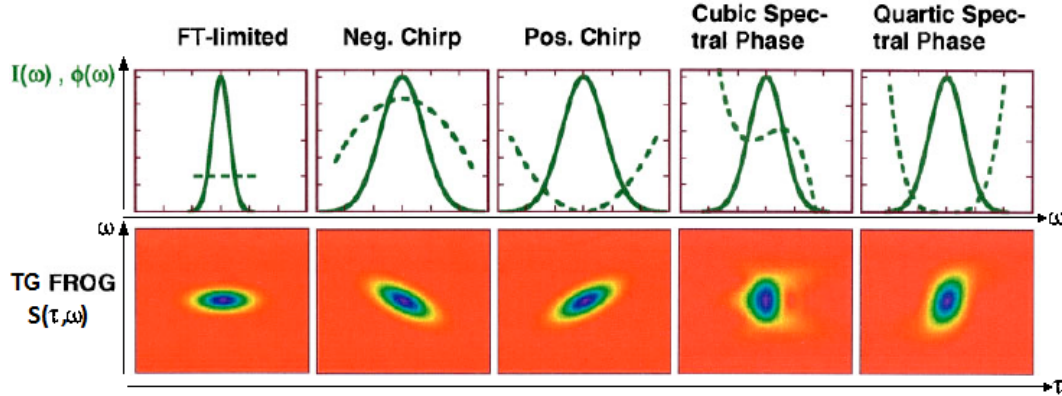 FT-limited
Neg. Chirp
Pos. Chirp
Cubic Spec-
tral Phase
Quartic Spec-
tral Phase
I(ω) , ϕ(ω)
ω
ω
TG FROG
S(τ,ω)
τ